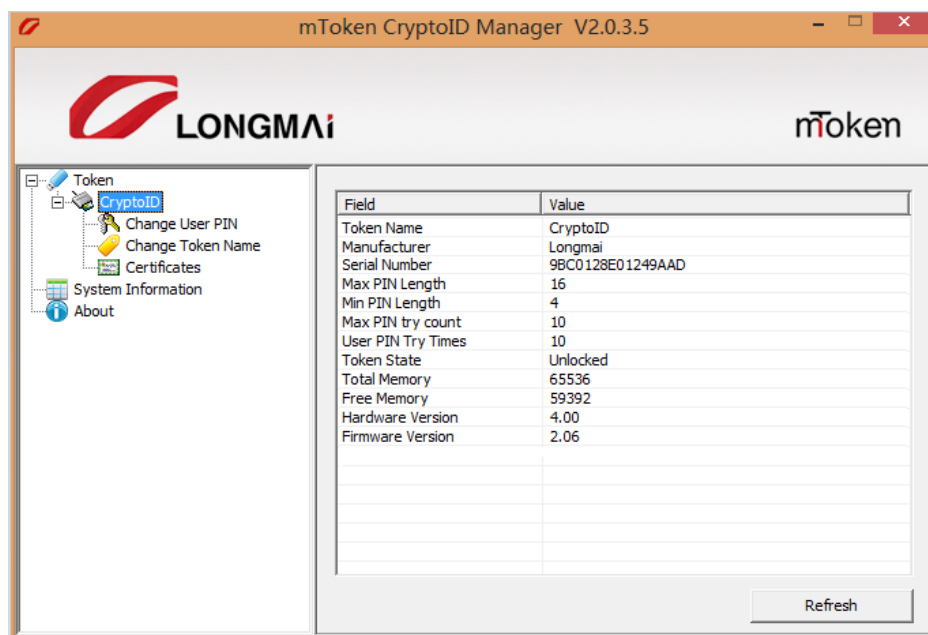 mToken CryptoID Manager V2.0.3.5
LONGMAi
mToken
Token
CryptoID
Change User PIN
Change Token Name
Certificates
System Information
About
Field Value
Token Name CryptoID
Manufacturer Longmai
Serial Number 9BC0128E01249AAD
Max PIN Length 16
Min PIN Length 4
Max PIN try count 10
User PIN Try Times 10
Token State Unlocked
Total Memory 65536
Free Memory 59392
Hardware Version 4.00
Firmware Version 2.06
Refresh